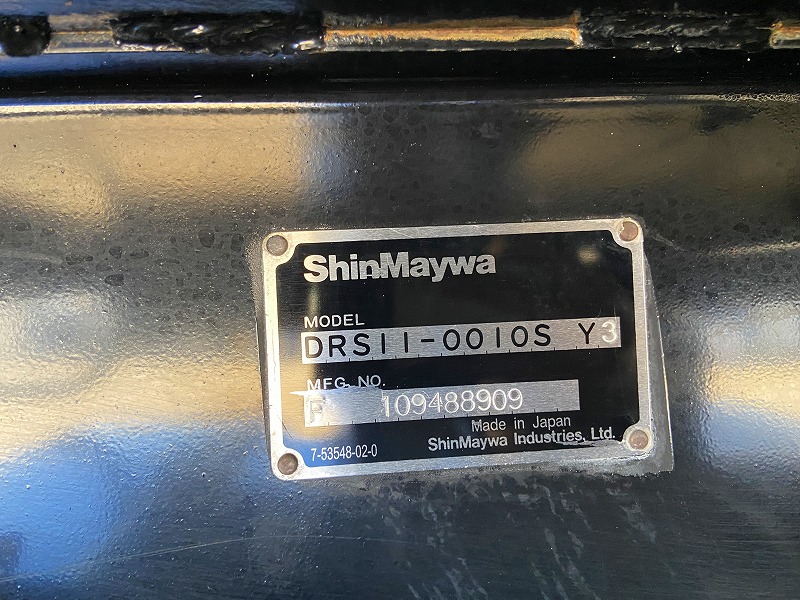 ShinMaywa
MODEL
DRS11-0010S Y3
MFG. NO.
109488909
Made in Japan
7-53548-02-0
ShinMaywa Industries, Ltd.